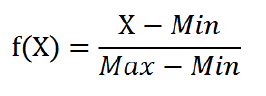 f(X) = (X − Min) / (Max − Min)